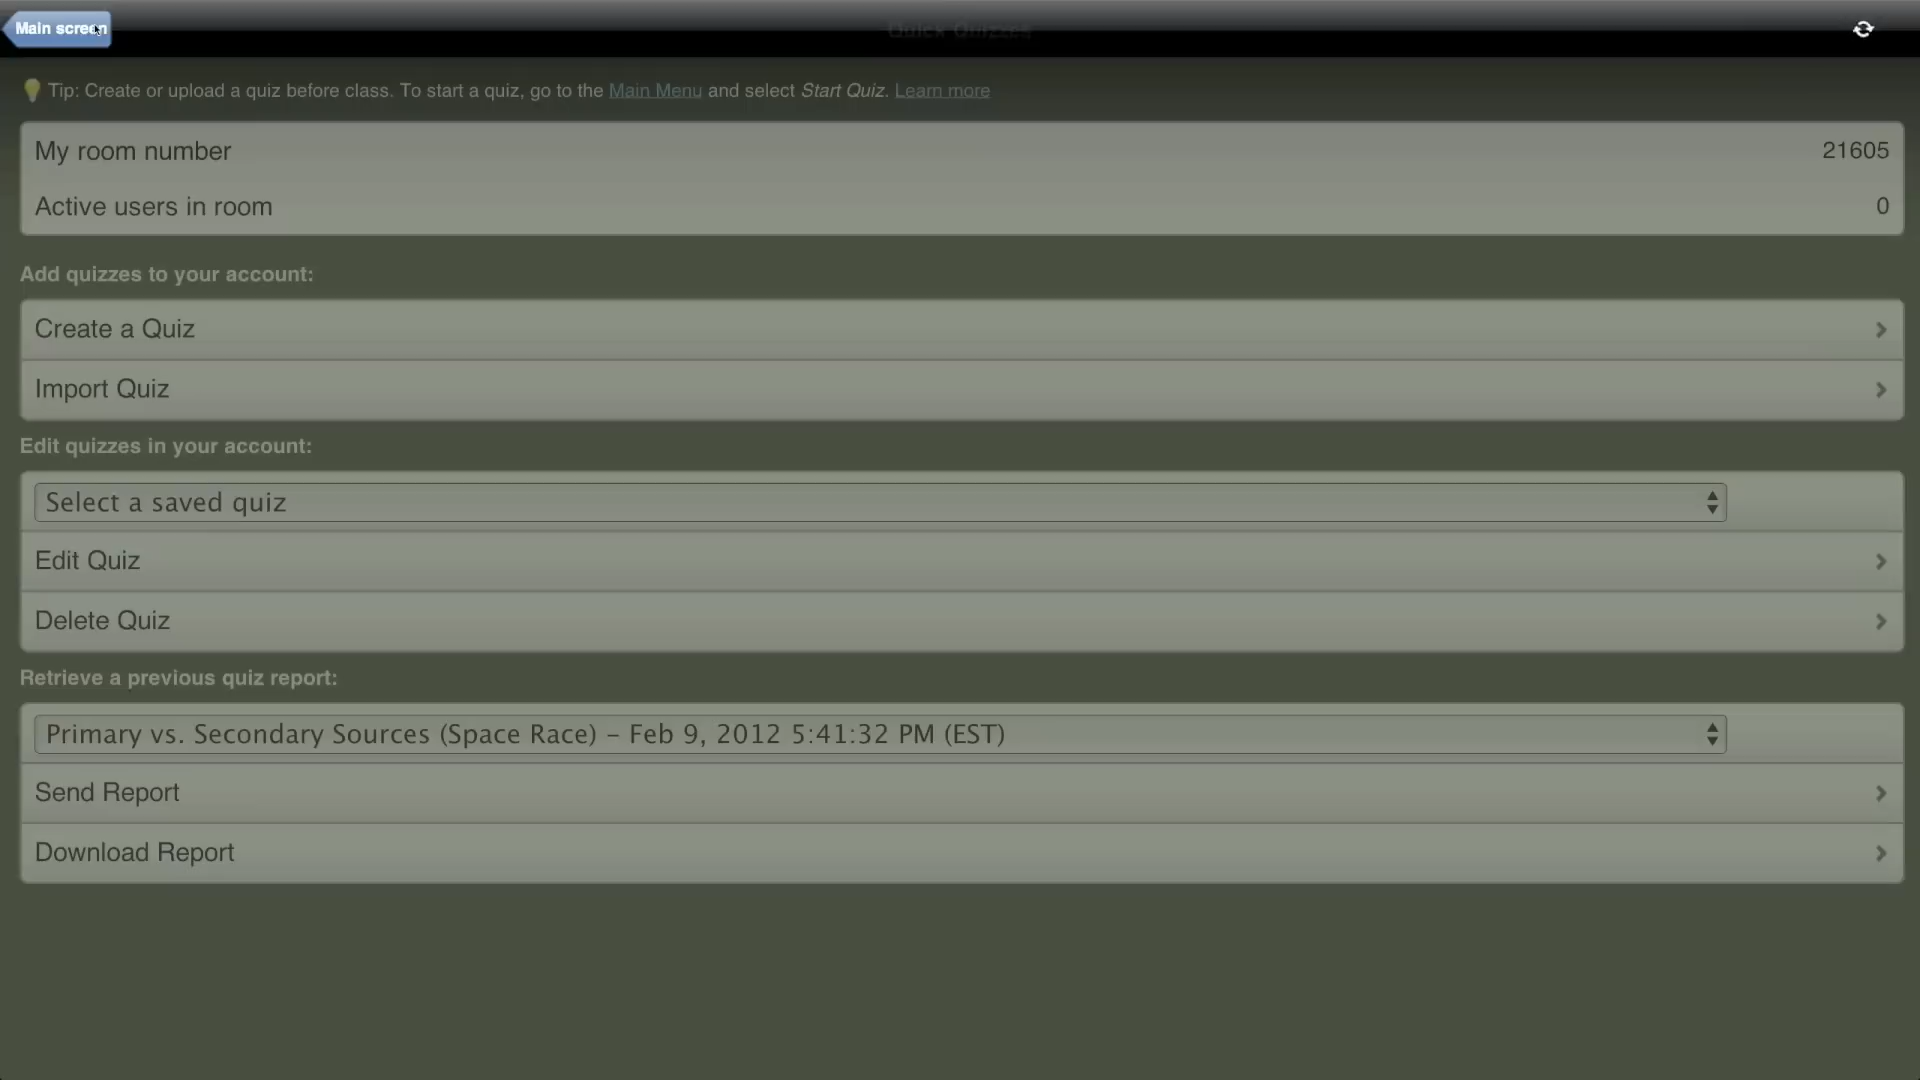 Main screen
Quick Quizzes
Tip: Create or upload a quiz before class. To start a quiz, go to the Main Menu and select Start Quiz. Learn more
My room number 21605
Active users in room 0
Add quizzes to your account:
Create a Quiz
Import Quiz
Edit quizzes in your account:
Select a saved quiz
Edit Quiz
Delete Quiz
Retrieve a previous quiz report:
Primary vs. Secondary Sources (Space Race) – Feb 9, 2012 5:41:32 PM (EST)
Send Report
Download Report